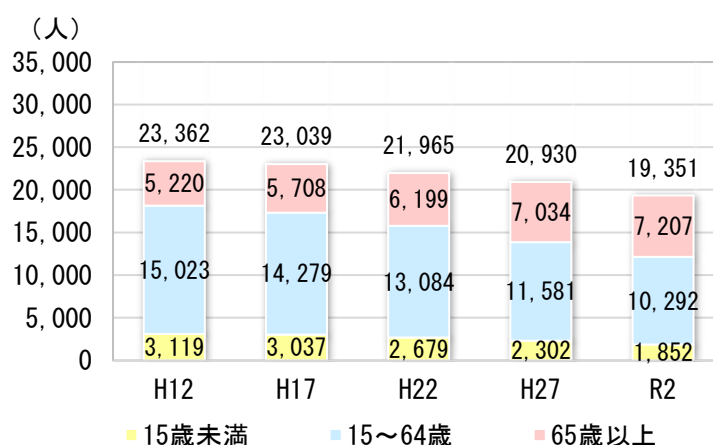 (人)
35,000
30,000
25,000
20,000
15,000
10,000
5,000
0
23,362 23,039 21,965 20,930 19,351
5,220 5,708 6,199 7,034 7,207
15,023 14,279 13,084 11,581 10,292
3,119 3,037 2,679 2,302 1,852
H12 H17 H22 H27 R2
15歳未満 15～64歳 65歳以上